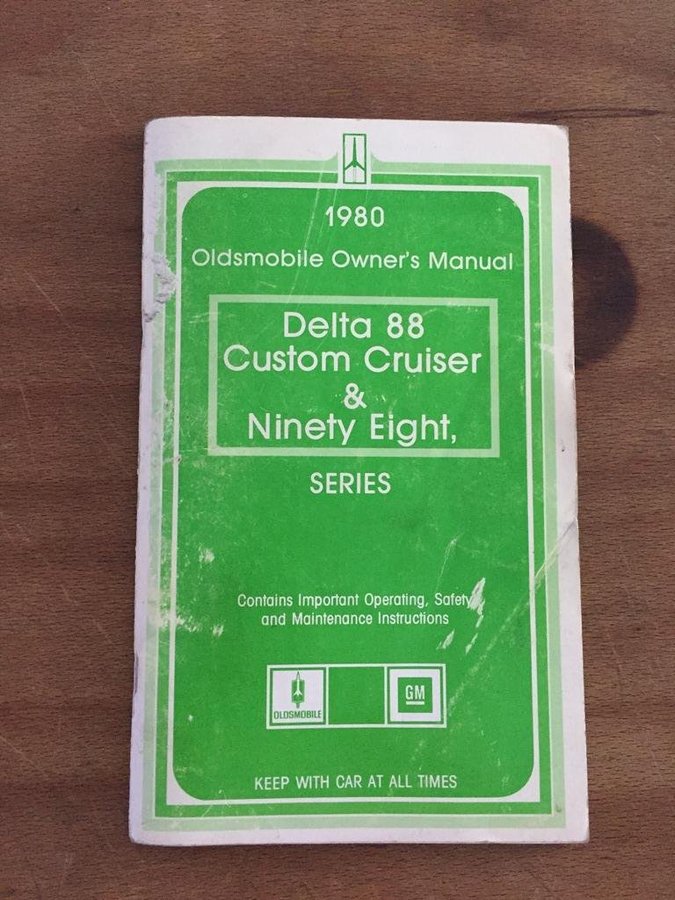 1980
Oldsmobile Owner's Manual
Delta 88
Custom Cruiser
&
Ninety Eight,
SERIES
Contains Important Operating, Safety
and Maintenance Instructions
OLDSMOBILE
GM
KEEP WITH CAR AT ALL TIMES